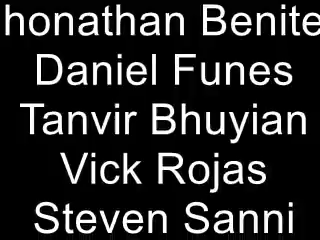 honathan Benite
Daniel Funes
Tanvir Bhuyian
Vick Rojas
Steven Sanni